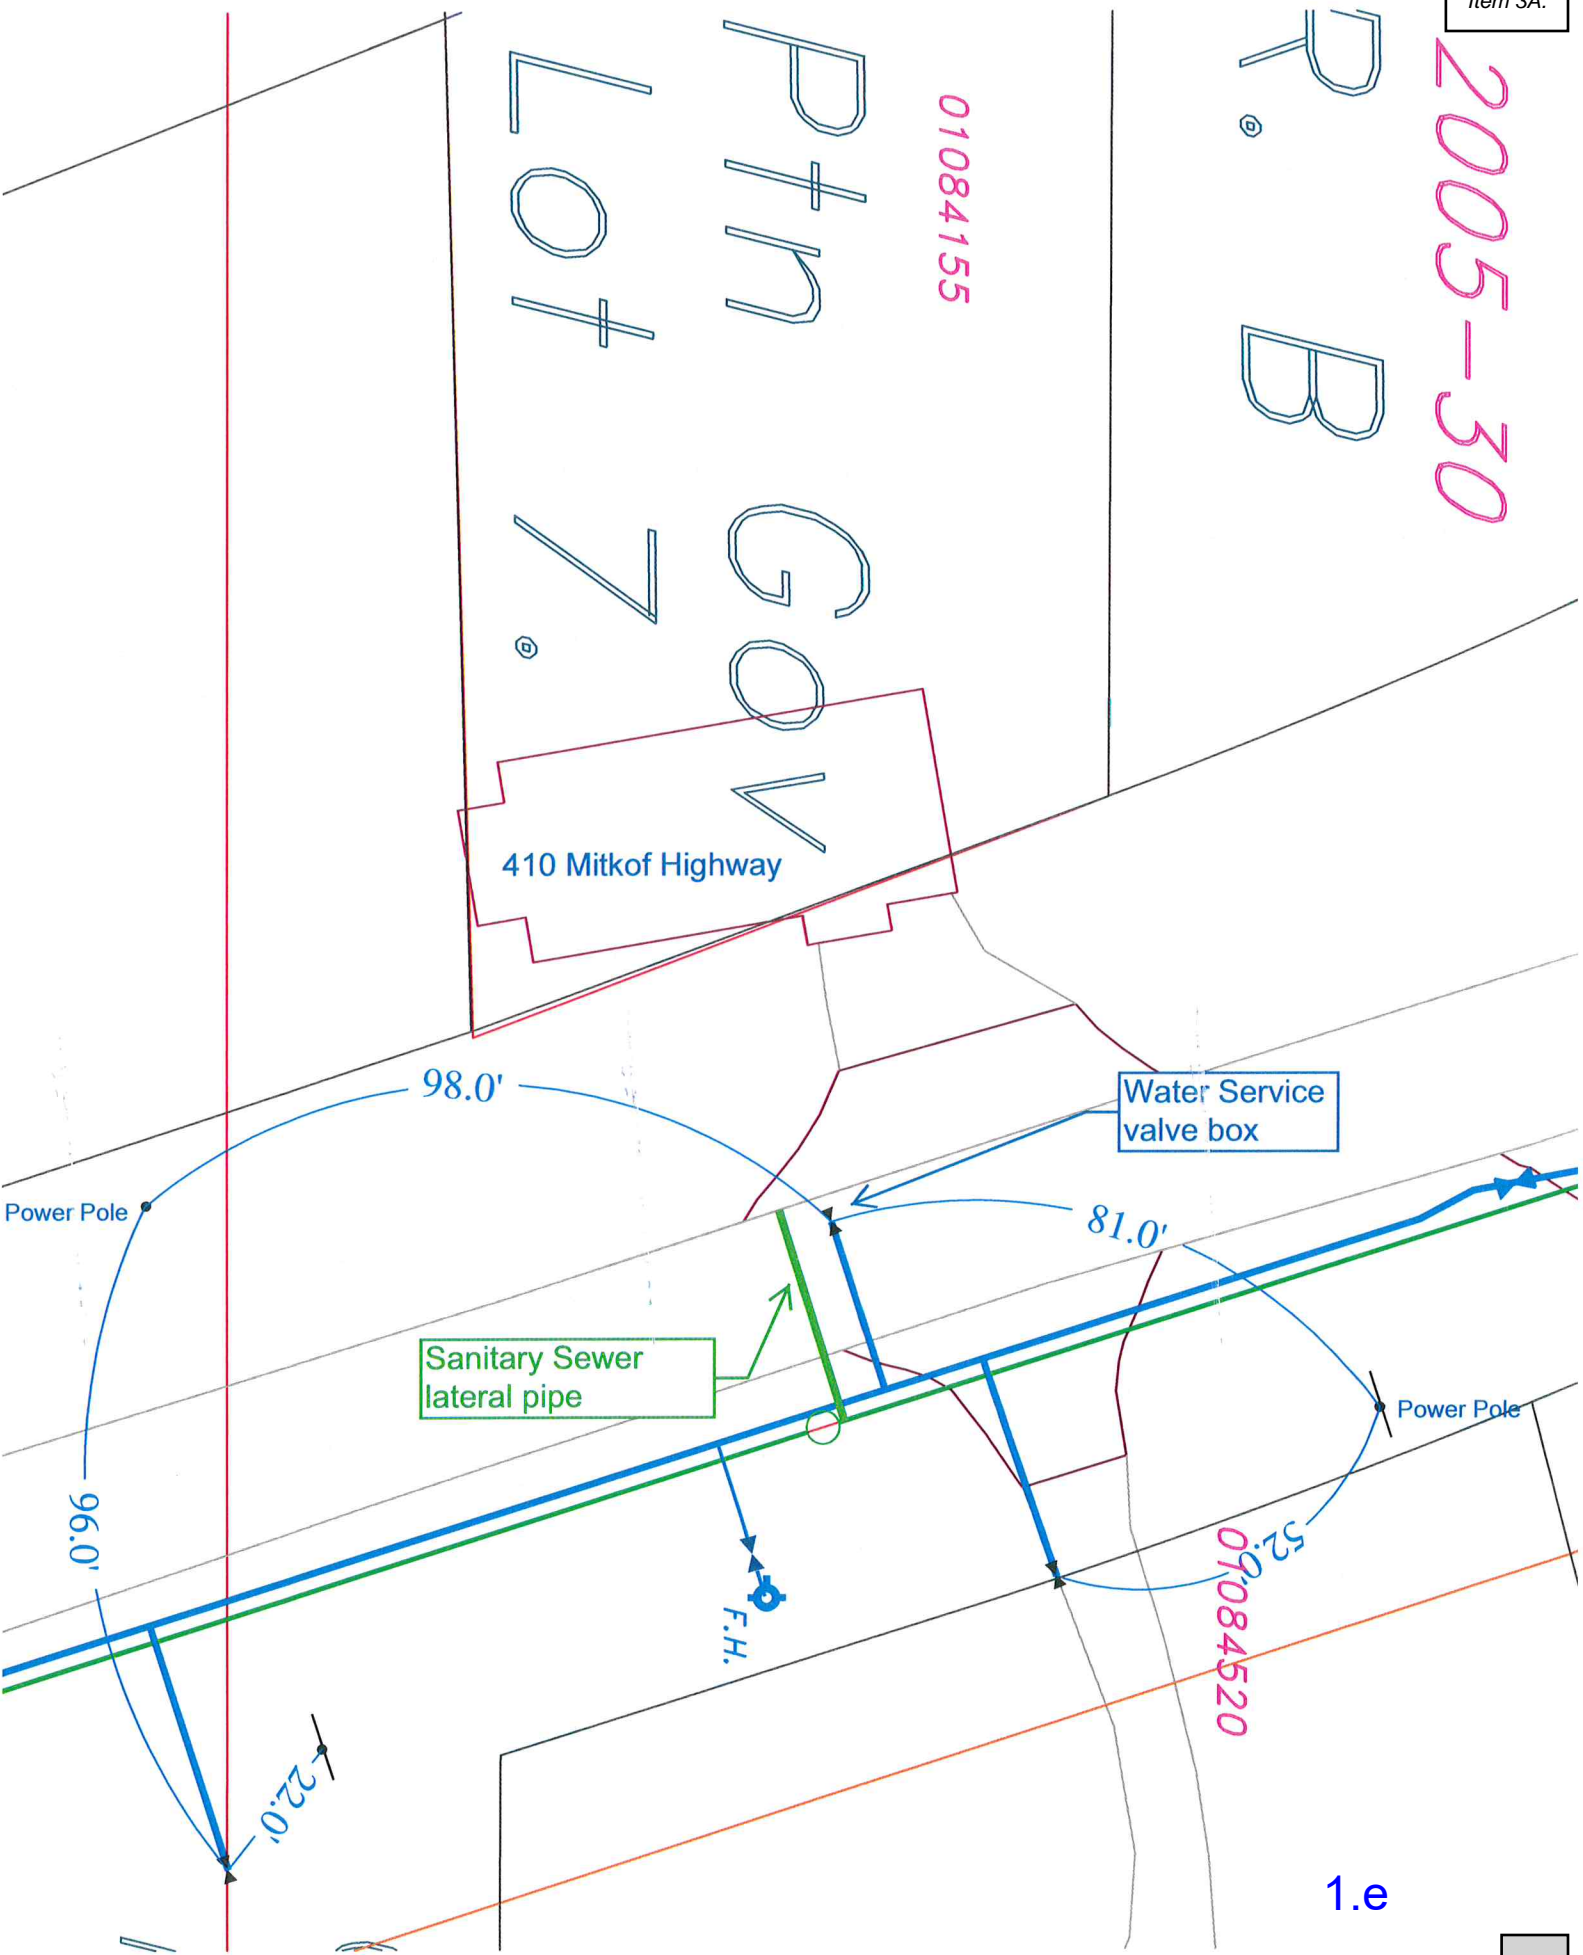 Item 3A.
2005-30
P. B
01084155
Ptn Gov
Lot 7.
410 Mitkof Highway
98.0'
Water Service
valve box
Power Pole
81.0'
Sanitary Sewer
lateral pipe
Power Pole
96.0'
52.0'
01084520
F.H.
22.0'
1.e